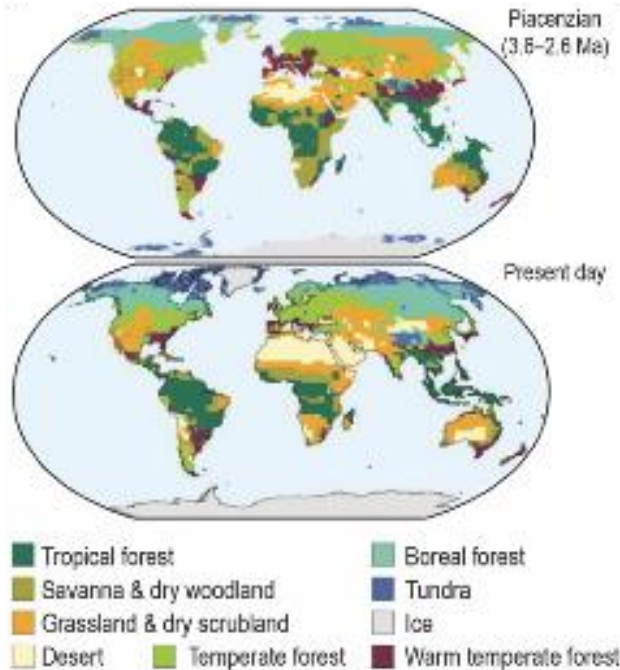 Piacenzian
(3.6–2.6 Ma)
Present day
Tropical forest
Boreal forest
Savanna & dry woodland
Tundra
Grassland & dry scrubland
Ice
Desert
Temperate forest
Warm temperate forest